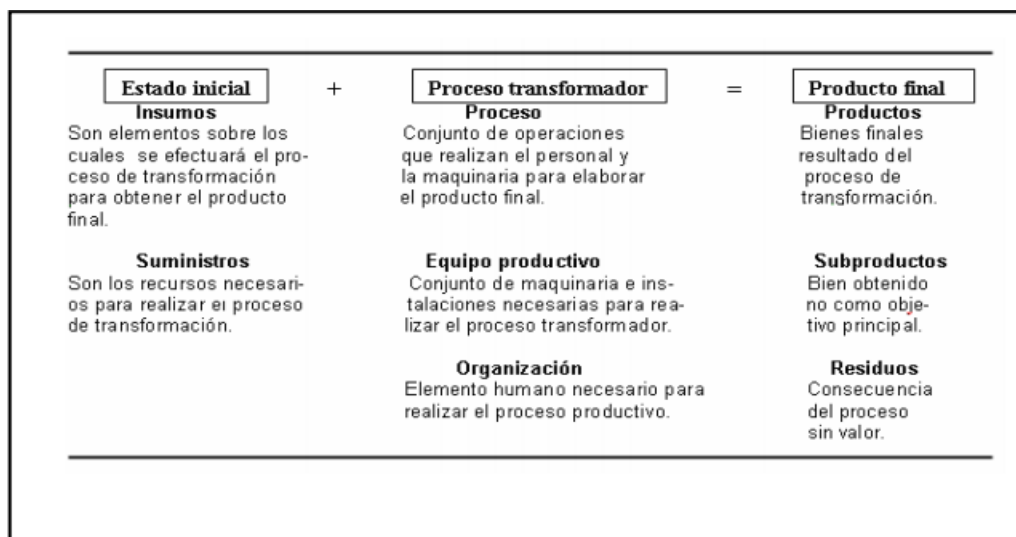 Estado inicial + Proceso transformador = Producto final
Insumos
Son elementos sobre los
cuales se efectuará el pro-
ceso de transformación
para obtener el producto
final.
Suministros
Son los recursos necesari-
os para realizar el proceso
de transformación.
Proceso
Conjunto de operaciones
que realizan el personal y
la maquinaria para elaborar
el producto final.
Equipo productivo
Conjunto de maquinaria e ins-
talaciones necesarias para rea-
lizar el proceso transformador.
Organización
Elemento humano necesario para
realizar el proceso productivo.
Productos
Bienes finales
resultado del
proceso de
transformación.
Subproductos
Bien obtenido
no como obje-
tivo principal.
Residuos
Consecuencia
del proceso
sin valor.